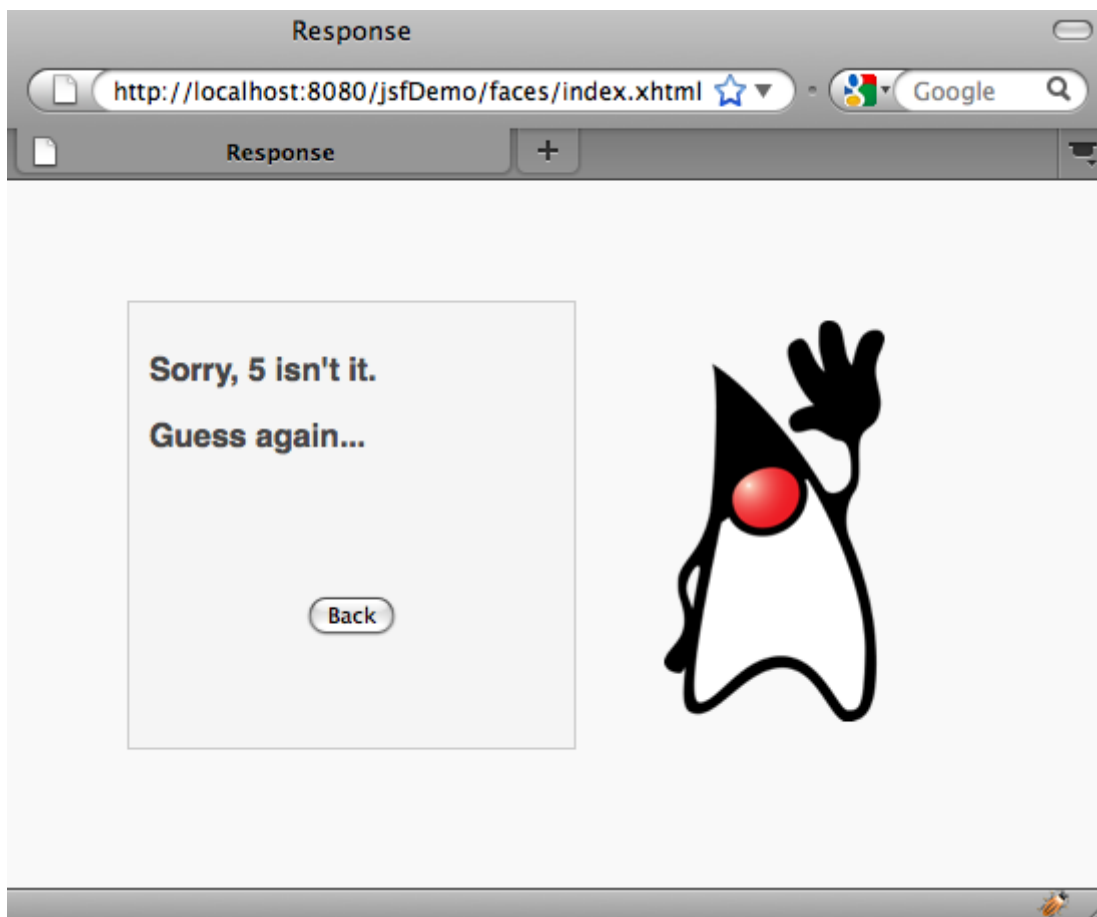 Response
http://localhost:8080/jsfDemo/faces/index.xhtml
Google
Response
Sorry, 5 isn't it.
Guess again...
Back